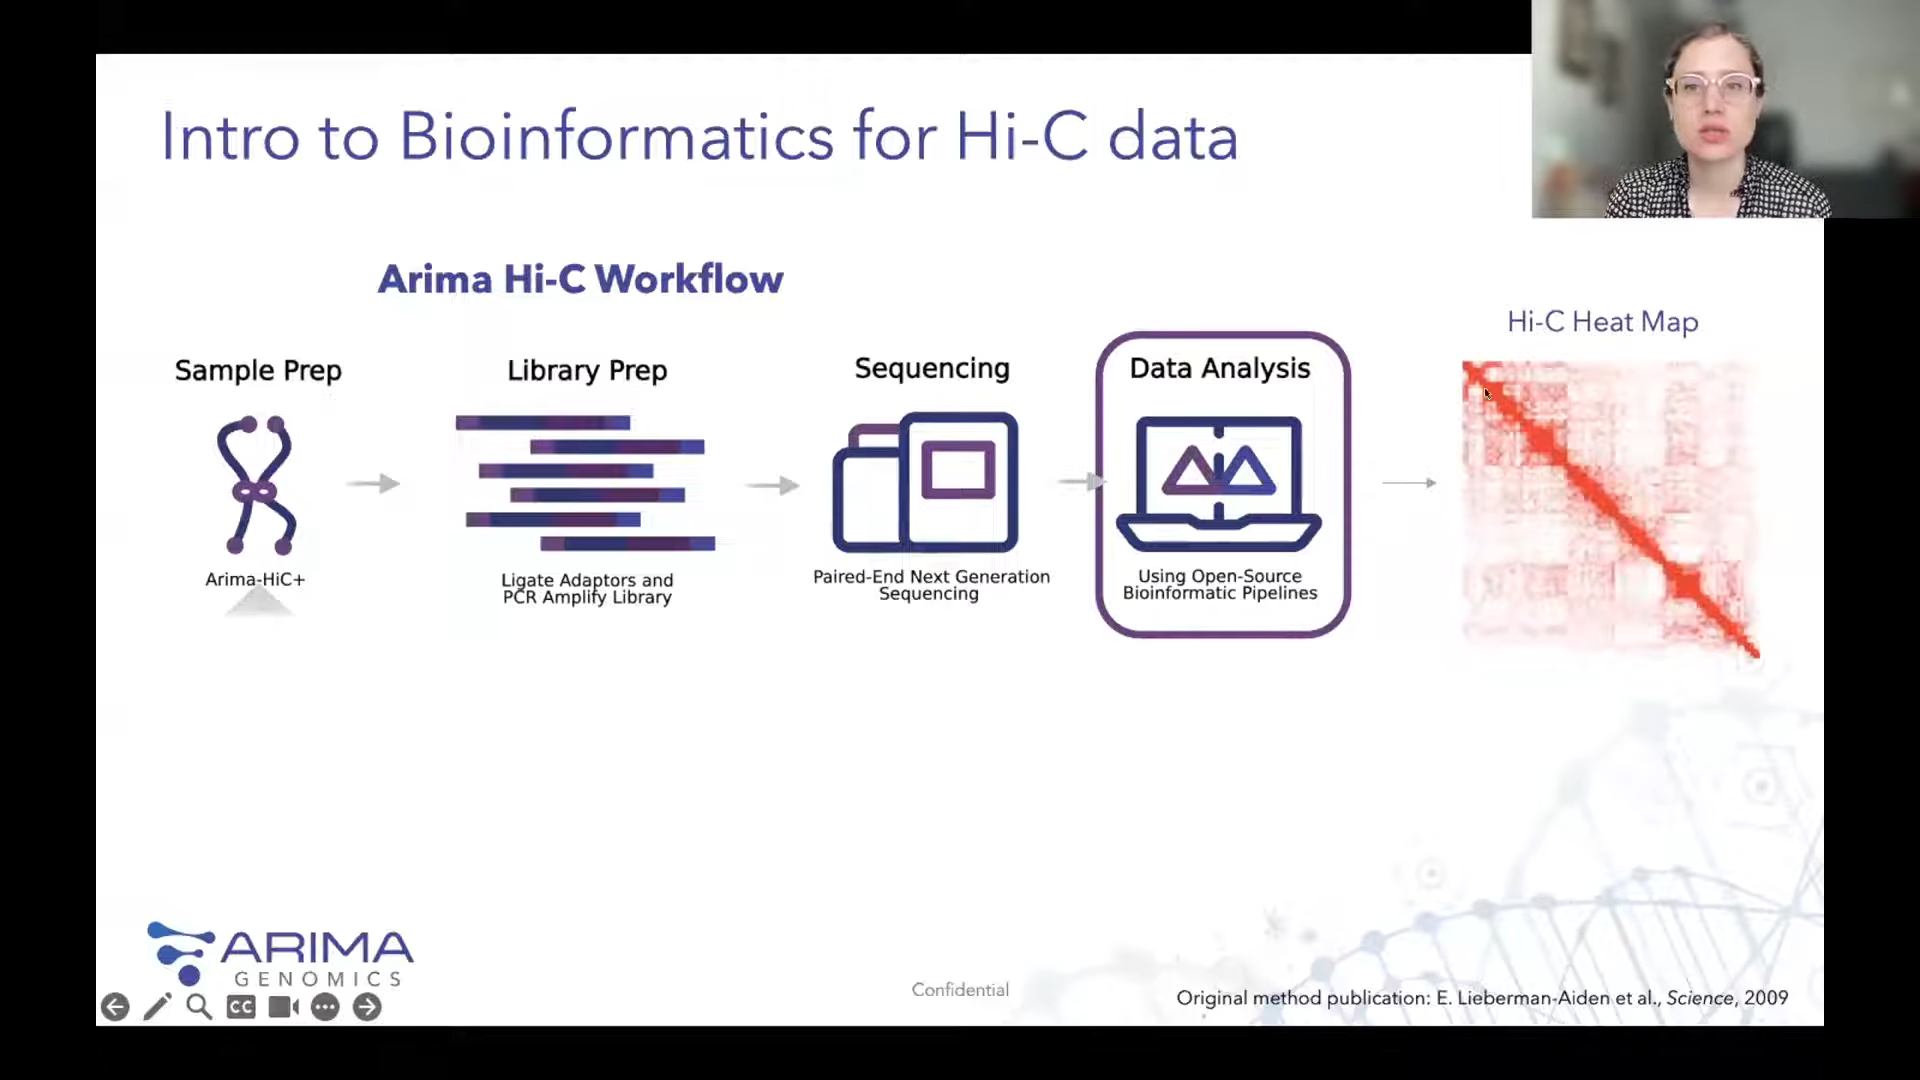 Intro to Bioinformatics for Hi-C data
Arima Hi-C Workflow
Sample Prep
Arima-HiC+
Library Prep
Ligate Adaptors and
PCR Amplify Library
Sequencing
Paired-End Next Generation
Sequencing
Data Analysis
Using Open-Source
Bioinformatic Pipelines
Hi-C Heat Map
ARIMA
GENOMICS
CC
Confidential
Original method publication: E. Lieberman-Aiden et al., Science, 2009